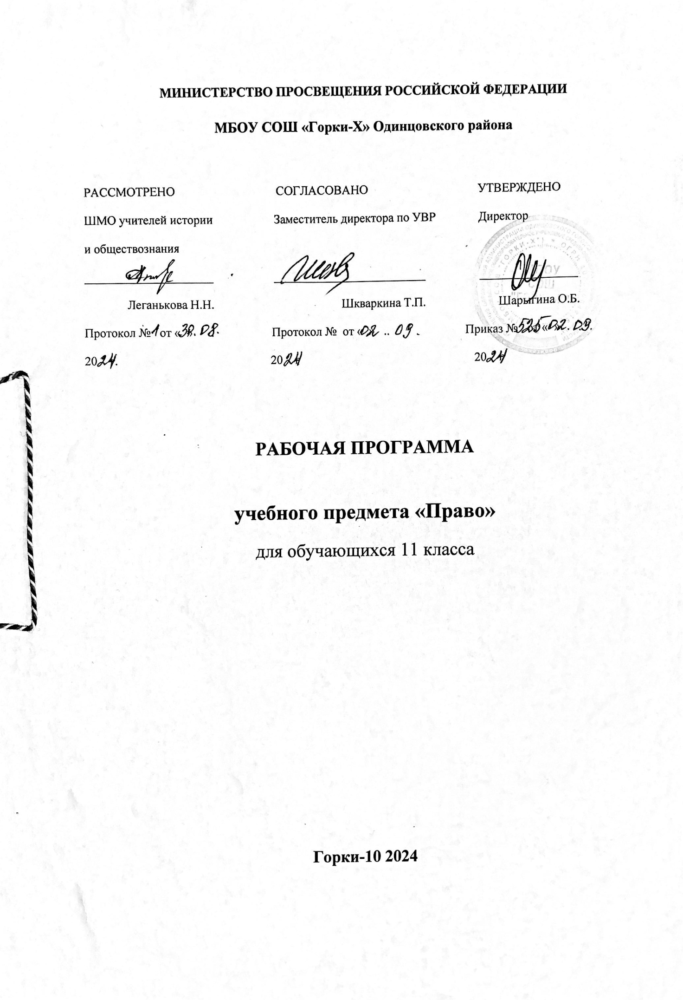 МИНИСТЕРСТВО ПРОСВЕЩЕНИЯ РОССИЙСКОЙ ФЕДЕРАЦИИ
МБОУ СОШ «Горки-Х» Одинцовского района
РАССМОТРЕНО
ШМО учителей истории
и обществознания
Леганькова Н.Н.
Протокол №1 от «30. 08.
2024.
СОГЛАСОВАНО
Заместитель директора по УВР
Шкваркина Т.П.
Протокол № от «02 .. 09 .
2024
УТВЕРЖДЕНО
Директор
Шарыгина О.Б.
Приказ №525 «02. 09.
2024
РАБОЧАЯ ПРОГРАММА
учебного предмета «Право»
для обучающихся 11 класса
Горки-10 2024